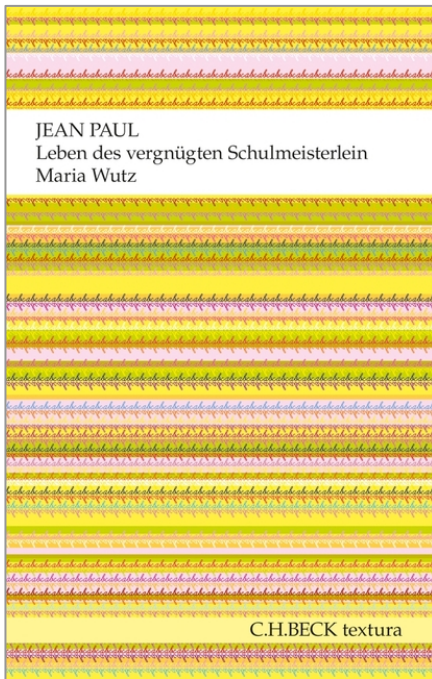 JEAN PAUL
Leben des vergnügten Schulmeisterlein
Maria Wutz
C.H.BECK textura